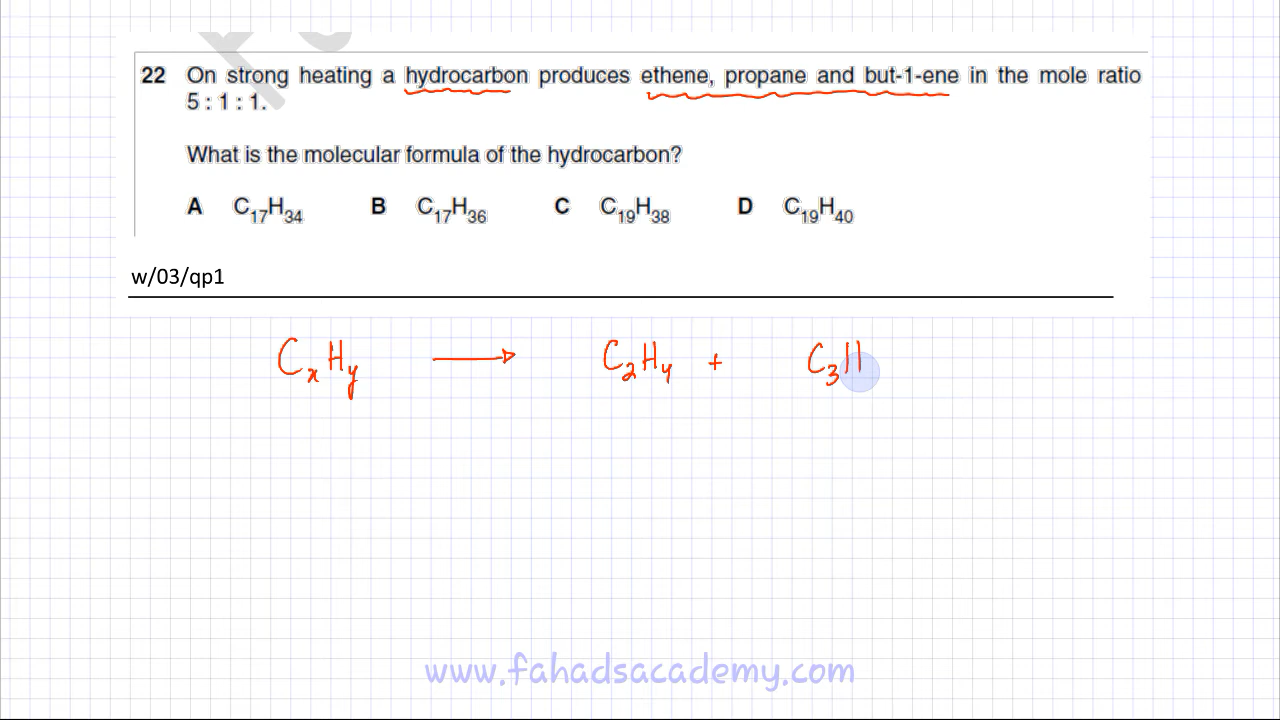 22 On strong heating a hydrocarbon produces ethene, propane and but-1-ene in the mole ratio
5 : 1 : 1.
What is the molecular formula of the hydrocarbon?
A C17H34 B C17H36 C C19H38 D C19H40
w/03/qp1
CxHy → C2H4 + C3H
www.fahadsacademy.com